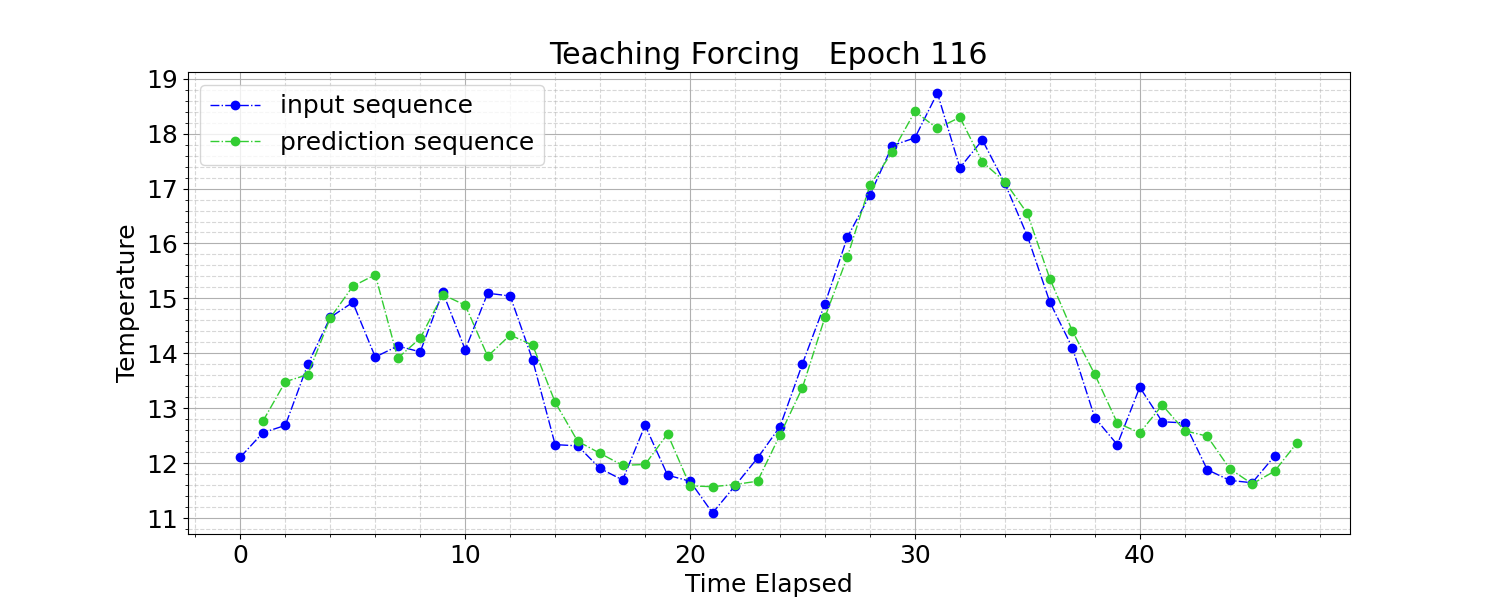 Teaching Forcing   Epoch 116
19
18
17
16
15
14
13
12
11
Temperature
input sequence
prediction sequence
0 10 20 30 40
Time Elapsed